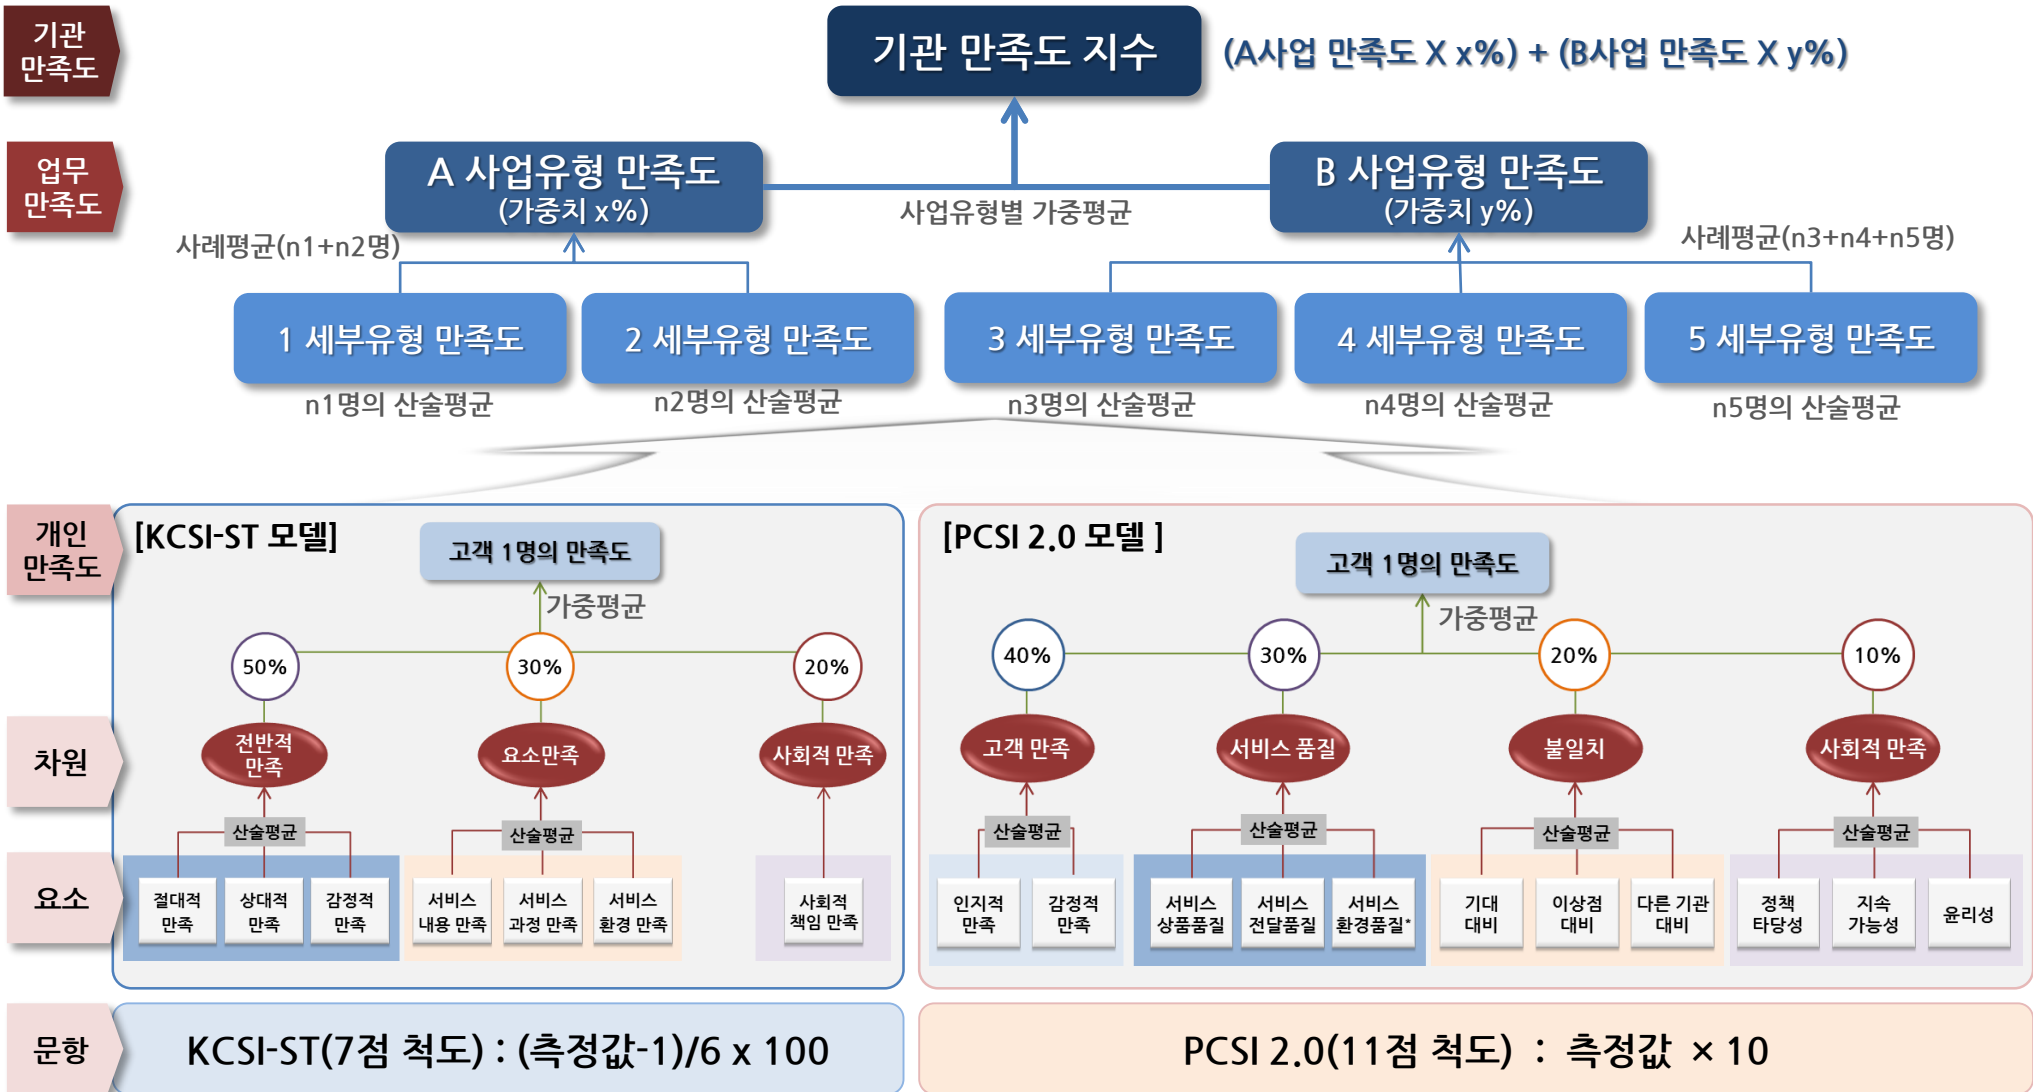 기관
만족도
기관 만족도 지수
(A사업 만족도 X x%) + (B사업 만족도 X y%)
업무
만족도
A 사업유형 만족도
(가중치 x%)
B 사업유형 만족도
(가중치 y%)
사업유형별 가중평균
사례평균(n1+n2명)
사례평균(n3+n4+n5명)
1 세부유형 만족도
2 세부유형 만족도
3 세부유형 만족도
4 세부유형 만족도
5 세부유형 만족도
n1명의 산술평균
n2명의 산술평균
n3명의 산술평균
n4명의 산술평균
n5명의 산술평균
개인
만족도
[KCSI-ST 모델]
고객 1명의 만족도
가중평균
50%
30%
20%
[PCSI 2.0 모델 ]
고객 1명의 만족도
가중평균
40%
30%
20%
10%
차원
전반적
만족
요소만족
사회적 만족
고객 만족
서비스 품질
불일치
사회적 만족
산술평균
산술평균
산술평균
산술평균
산술평균
산술평균
요소
절대적
만족
상대적
만족
감정적
만족
서비스
내용 만족
서비스
과정 만족
서비스
환경 만족
사회적
책임 만족
인지적
만족
감정적
만족
서비스
상품품질
서비스
전달품질
서비스
환경품질*
기대
대비
이상점
대비
다른 기관
대비
정책
타당성
지속
가능성
윤리성
문항
KCSI-ST(7점 척도) : (측정값-1)/6 x 100
PCSI 2.0(11점 척도) : 측정값 × 10